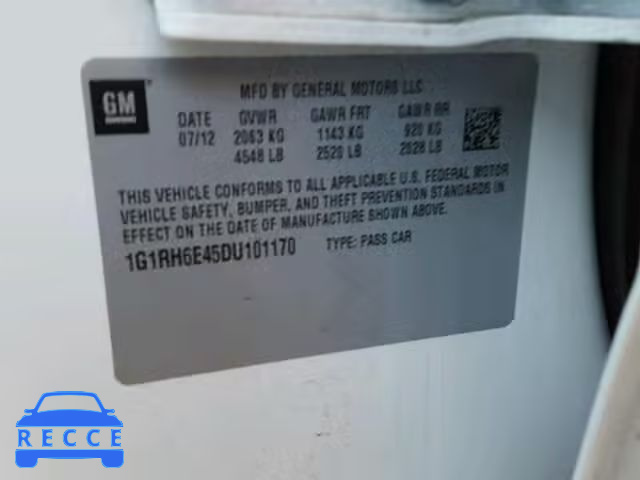 GM
MFD BY GENERAL MOTORS LLC
DATE GVWR GAWR FRT GAWR RR
07/12 2063 KG 1143 KG 920 KG
4548 LB 2520 LB 2028 LB
THIS VEHICLE CONFORMS TO ALL APPLICABLE U.S. FEDERAL MOTOR
VEHICLE SAFETY, BUMPER, AND THEFT PREVENTION STANDARDS IN
EFFECT ON THE DATE OF MANUFACTURE SHOWN ABOVE.
1G1RH6E45DU101170 TYPE: PASS CAR
RECCE